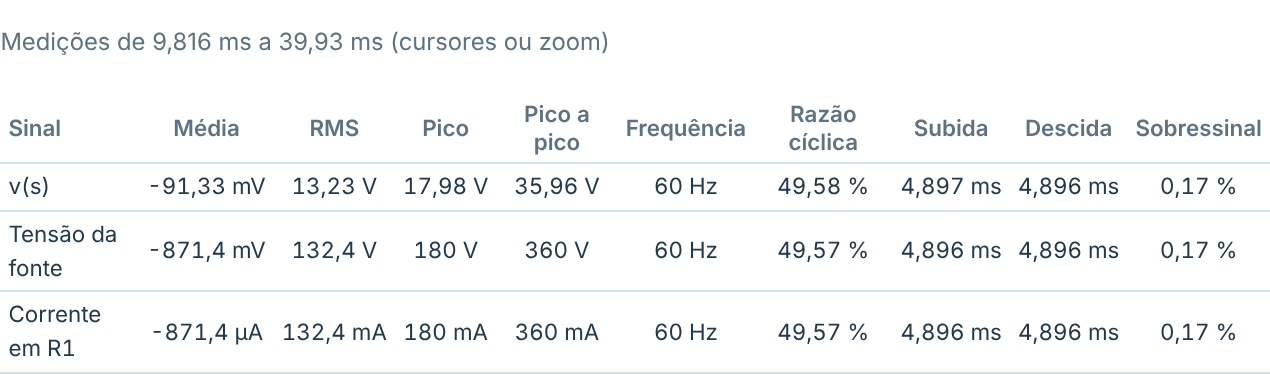 Medições de 9,816 ms a 39,93 ms (cursores ou zoom)
Sinal Média RMS Pico Pico a pico Frequência Razão cíclica Subida Descida Sobressinal
v(s) -91,33 mV 13,23 V 17,98 V 35,96 V 60 Hz 49,58 % 4,897 ms 4,896 ms 0,17 %
Tensão da fonte -871,4 mV 132,4 V 180 V 360 V 60 Hz 49,57 % 4,896 ms 4,896 ms 0,17 %
Corrente em R1 -871,4 µA 132,4 mA 180 mA 360 mA 60 Hz 49,57 % 4,896 ms 4,896 ms 0,17 %